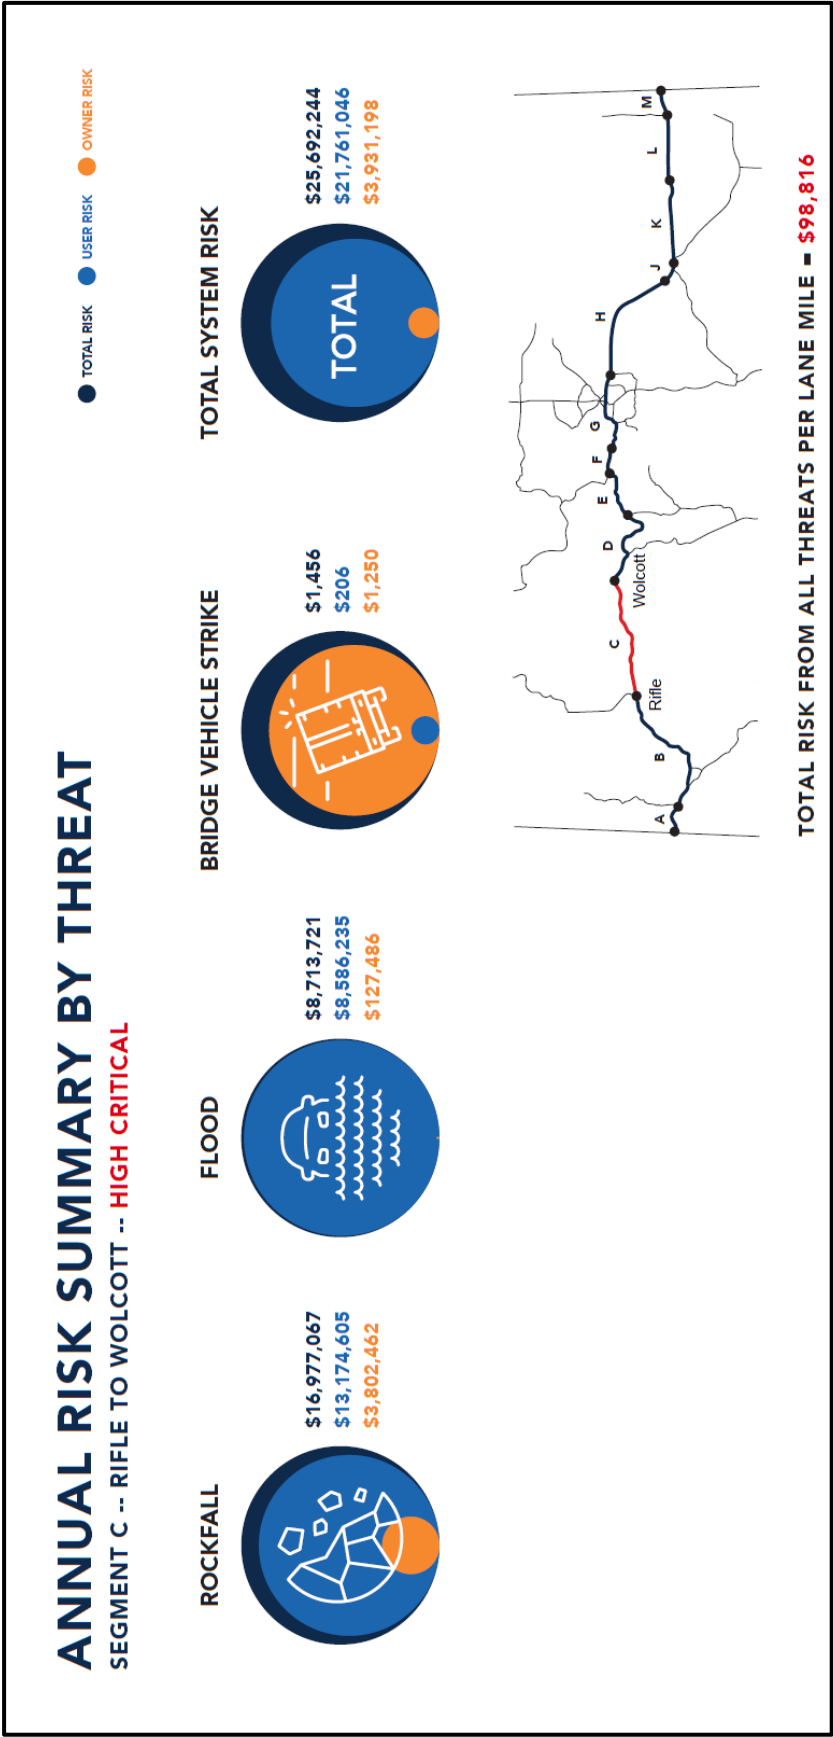 ANNUAL RISK SUMMARY BY THREAT
SEGMENT C -- RIFLE TO WOLCOTT -- HIGH CRITICAL
TOTAL RISK USER RISK OWNER RISK
ROCKFALL
$16,977,067
$13,174,605
$3,802,462
FLOOD
$8,713,721
$8,586,235
$127,486
BRIDGE VEHICLE STRIKE
$1,456
$206
$1,250
TOTAL SYSTEM RISK
TOTAL
$25,692,244
$21,761,046
$3,931,198
A
B
Rifle
C
Wolcott
D
E
F
G
H
J
K
L
M
TOTAL RISK FROM ALL THREATS PER LANE MILE = $98,816